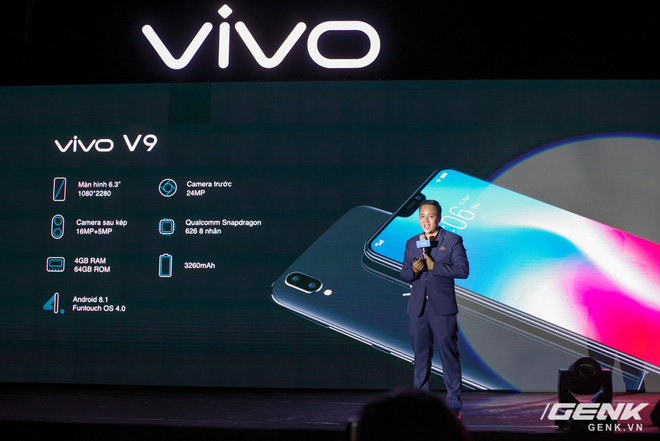 vivo
vivo V9
Màn hình 6.3"
1080*2280
Camera trước
24MP
Camera sau kép
16MP+5MP
Qualcomm Snapdragon
626 8 nhân
4GB RAM
64GB ROM
3260mAh
Android 8.1
Funtouch OS 4.0
GENK
GENK.VN